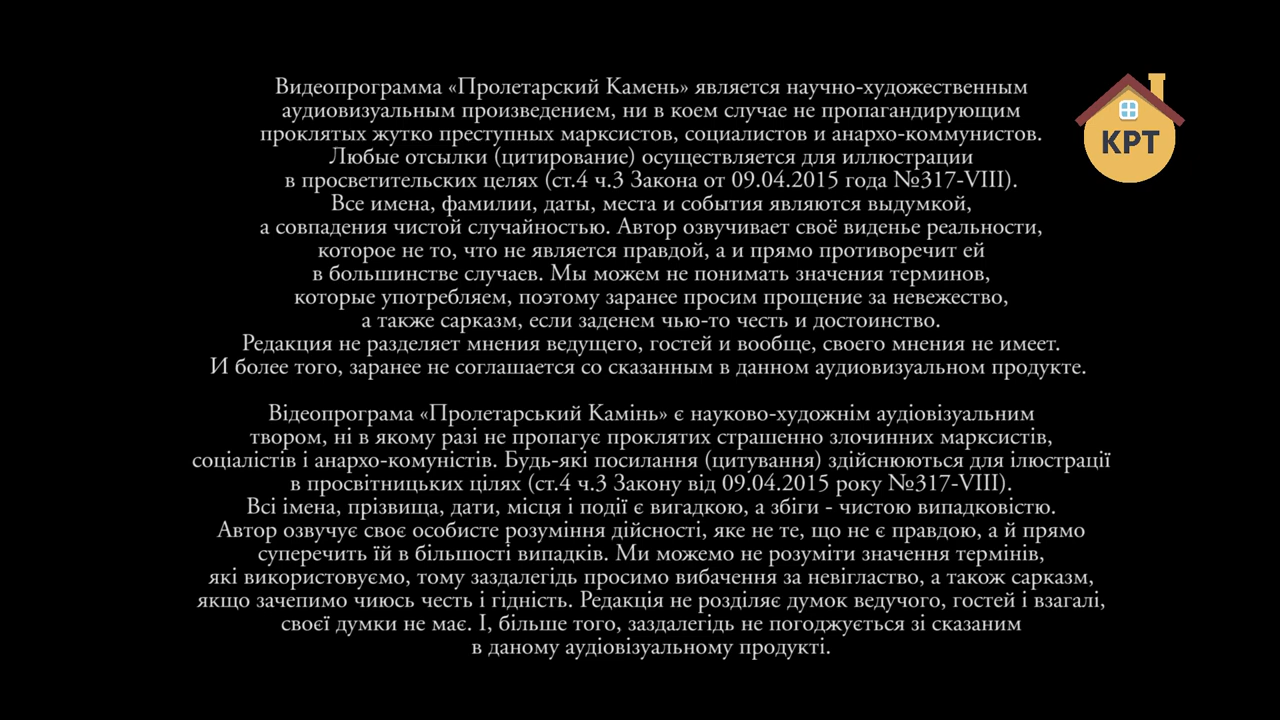 Видеопрограмма «Пролетарский Камень» является научно-художественным
аудиовизуальным произведением, ни в коем случае не пропагандирующим
проклятых жутко преступных марксистов, социалистов и анархо-коммунистов.
Любые отсылки (цитирование) осуществляется для иллюстрации
в просветительских целях (ст.4 ч.3 Закона от 09.04.2015 года №317-VIII).
Все имена, фамилии, даты, места и события являются выдумкой,
а совпадения чистой случайностью. Автор озвучивает своё виденье реальности,
которое не то, что не является правдой, а и прямо противоречит ей
в большинстве случаев. Мы можем не понимать значения терминов,
которые употребляем, поэтому заранее просим прощение за невежество,
а также сарказм, если заденем чью-то честь и достоинство.
Редакция не разделяет мнения ведущего, гостей и вообще, своего мнения не имеет.
И более того, заранее не соглашается со сказанным в данном аудиовизуальном продукте.
КРТ
Відеопрограма «Пролетарський Камінь» є науково-художнім аудіовізуальним
твором, ні в якому разі не пропагує проклятих страшенно злочинних марксистів,
соціалістів і анархо-комуністів. Будь-які посилання (цитування) здійснюються для ілюстрації
в просвітницьких цілях (ст.4 ч.3 Закону від 09.04.2015 року №317-VIII).
Всі імена, прізвища, дати, місця і події є вигадкою, а збіги - чистою випадковістю.
Автор озвучує своє особисте розуміння дійсності, яке не те, що не є правдою, а й прямо
суперечить їй в більшості випадків. Ми можемо не розуміти значення термінів,
які використовуємо, тому заздалегідь просимо вибачення за невігластво, а також сарказм,
якщо зачепимо чиюсь честь і гідність. Редакція не розділяє думок ведучого, гостей і взагалі,
своєї думки не має. І, більше того, заздалегідь не погоджується зі сказаним
в даному аудіовізуальному продукті.